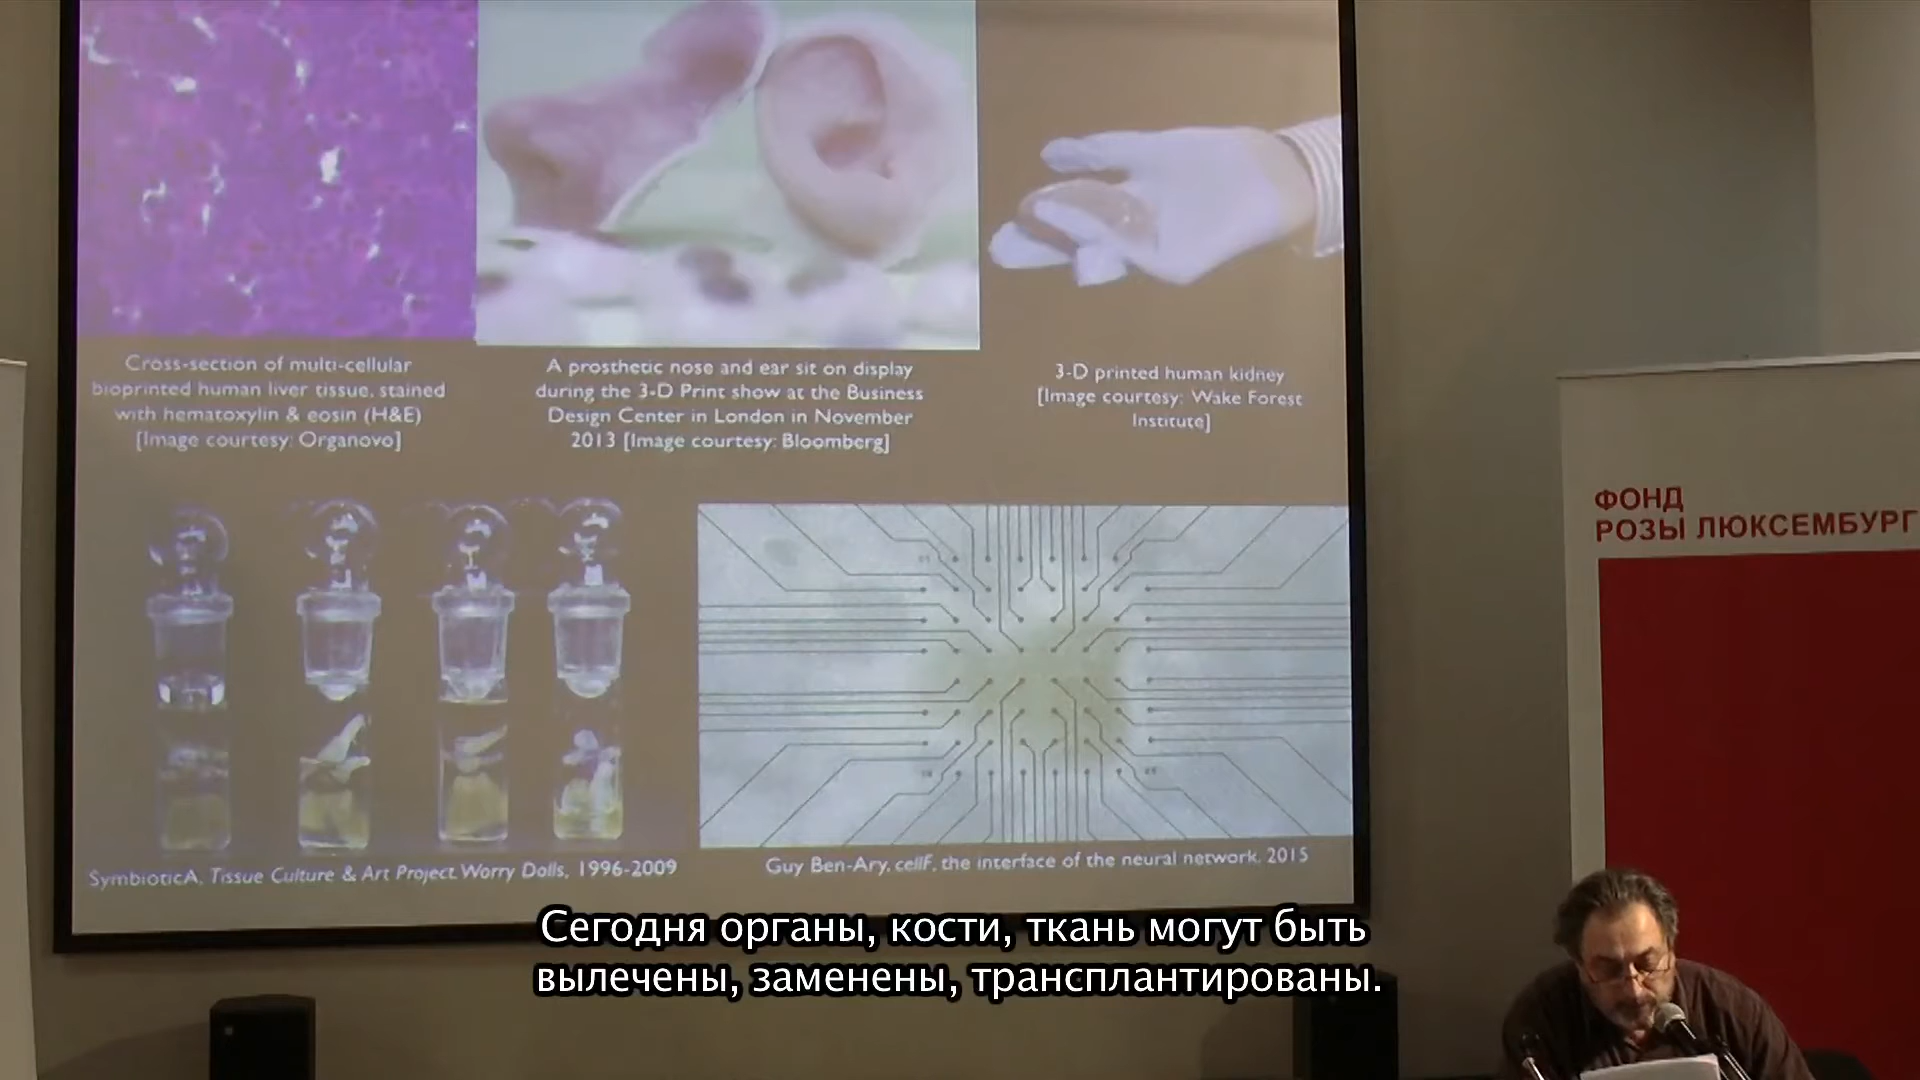 Cross-section of multi-cellular
bioprinted human liver tissue, stained
with hematoxylin & eosin (H&E)
[Image courtesy: Organovo]
A prosthetic nose and ear sit on display
during the 3-D Print show at the Business
Design Center in London in November
2013 [Image courtesy: Bloomberg]
3-D printed human kidney
[Image courtesy: Wake Forest
Institute]
ФОНД
РОЗЫ ЛЮКСЕМБУРГ
SymbioticA, Tissue Culture & Art Project Worry Dolls, 1996-2009
Guy Ben-Ary, cellF, the interface of the neural network, 2015
Сегодня органы, кости, ткань могут быть
вылечены, заменены, трансплантированы.